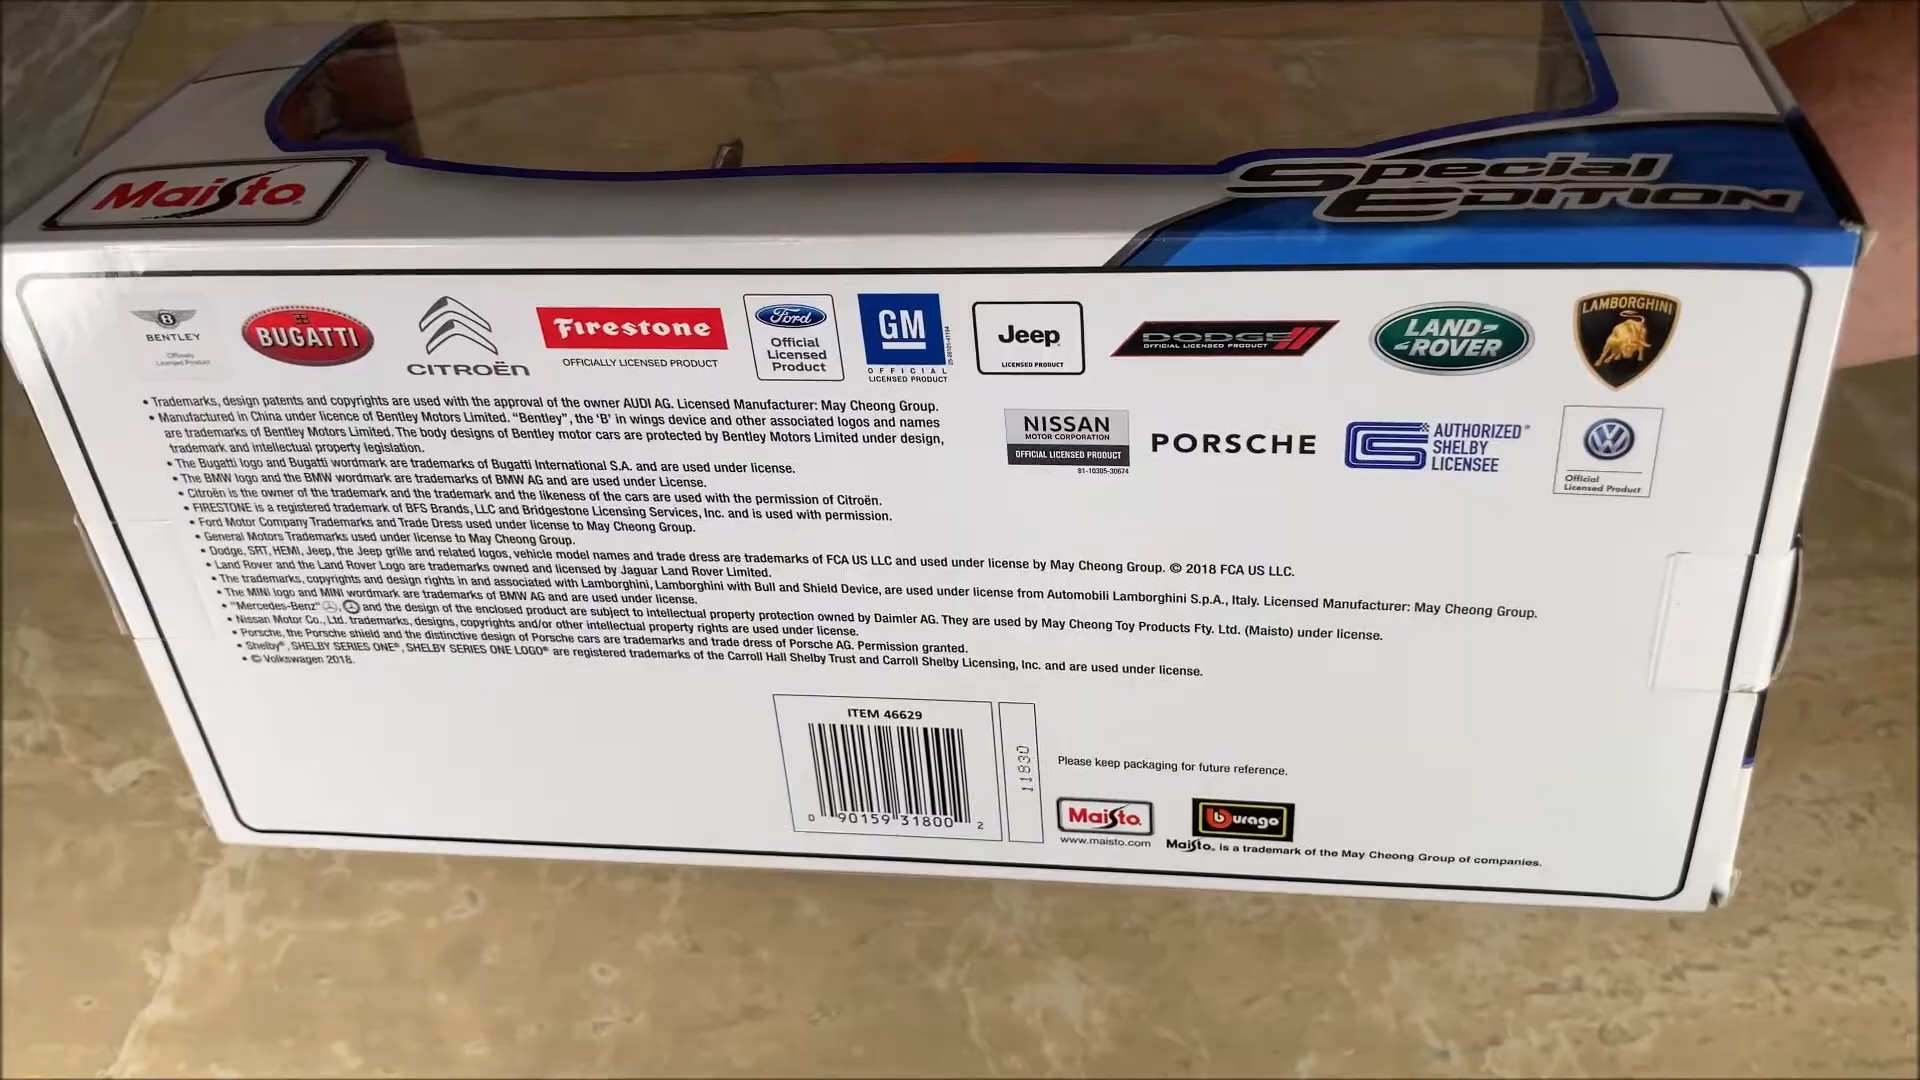 Maisto
Special
EDITION
BENTLEY
Officially
Licensed Product
BUGATTI
CITROËN
Firestone
OFFICIALLY LICENSED PRODUCT
Ford
Official
Licensed
Product
GM
OFFICIAL
LICENSED PRODUCT
Jeep
LICENSED PRODUCT
DODGE
OFFICIAL LICENSED PRODUCT
LAND-
ROVER
LAMBORGHINI
NISSAN
MOTOR CORPORATION
OFFICIAL LICENSED PRODUCT
81-10305-30674
PORSCHE
AUTHORIZED®
SHELBY
LICENSEE
Official
Licensed Product
• Trademarks, design patents and copyrights are used with the approval of the owner AUDI AG. Licensed Manufacturer: May Cheong Group.
• Manufactured in China under licence of Bentley Motors Limited. “Bentley”, the ‘B’ in wings device and other associated logos and names
are trademarks of Bentley Motors Limited. The body designs of Bentley motor cars are protected by Bentley Motors Limited under design,
trademark and intellectual property legislation.
• The Bugatti logo and Bugatti wordmark are trademarks of Bugatti International S.A. and are used under license.
• The BMW logo and the BMW wordmark are trademarks of BMW AG and are used under License.
• Citroën is the owner of the trademark and the trademark and the likeness of the cars are used with the permission of Citroën.
• FIRESTONE is a registered trademark of BFS Brands, LLC and Bridgestone Licensing Services, Inc. and is used with permission.
• Ford Motor Company Trademarks and Trade Dress used under license to May Cheong Group.
• General Motors Trademarks used under license to May Cheong Group.
• Dodge, SRT, HEMI, Jeep, the Jeep grille and related logos, vehicle model names and trade dress are trademarks of FCA US LLC and used under license by May Cheong Group. © 2018 FCA US LLC.
• Land Rover and the Land Rover Logo are trademarks owned and licensed by Jaguar Land Rover Limited.
• The trademarks, copyrights and design rights in and associated with Lamborghini, Lamborghini with Bull and Shield Device, are used under license from Automobili Lamborghini S.p.A., Italy. Licensed Manufacturer: May Cheong Group.
• The MINI logo and MINI wordmark are trademarks of BMW AG and are used under license.
• "Mercedes-Benz" , and the design of the enclosed product are subject to intellectual property protection owned by Daimler AG. They are used by May Cheong Toy Products Fty. Ltd. (Maisto) under license.
• Nissan Motor Co., Ltd. trademarks, designs, copyrights and/or other intellectual property rights are used under license.
• Porsche, the Porsche shield and the distinctive design of Porsche cars are trademarks and trade dress of Porsche AG. Permission granted.
• Shelby®, SHELBY SERIES ONE®, SHELBY SERIES ONE LOGO® are registered trademarks of the Carroll Hall Shelby Trust and Carroll Shelby Licensing, Inc. and are used under license.
• © Volkswagen 2018.
ITEM 46629
0 90159 31800 2
11830
Please keep packaging for future reference.
Maisto
burago
www.maisto.com
Maisto. is a trademark of the May Cheong Group of companies.